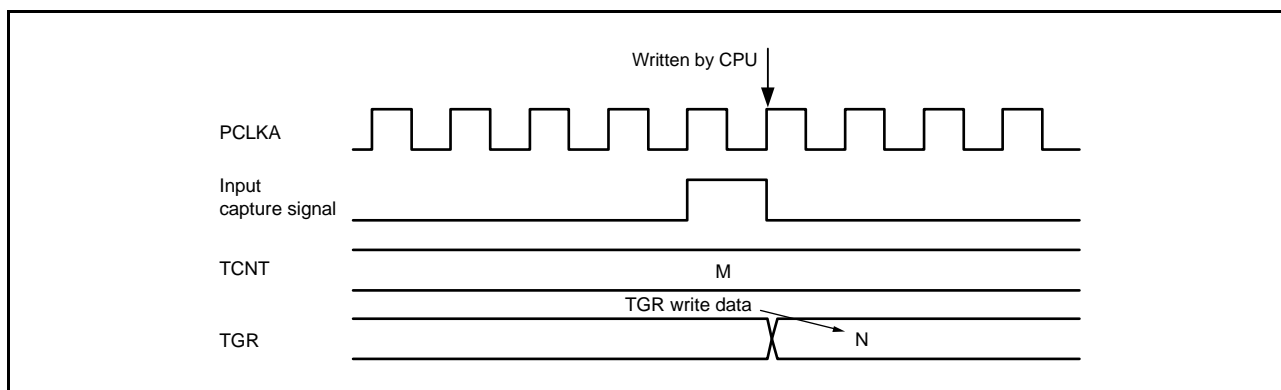 Written by CPU
PCLKA
Input
capture signal
TCNT
M
TGR write data
TGR
N